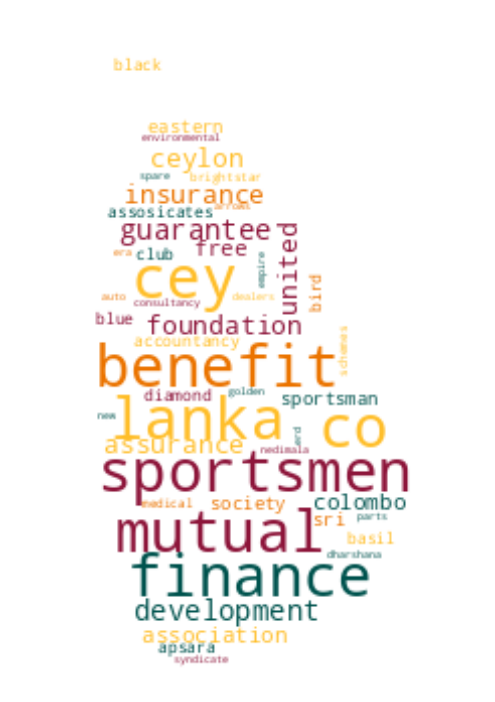 black
eastern
environmental
ceylon
spare
brightstar
insurance
arrows
assosicates
guarantee
free
united
era
club
empire
cey
bird
auto
dealers
consultancy
blue
foundation
accountancy
schemes
benefit
diamond
golden
sportsman
lanka
new
co
erd
assurance
nedimala
sportsmen
medical
society
colombo
sri
parts
mutual
basil
dharshana
finance
development
association
apsara
syndicate